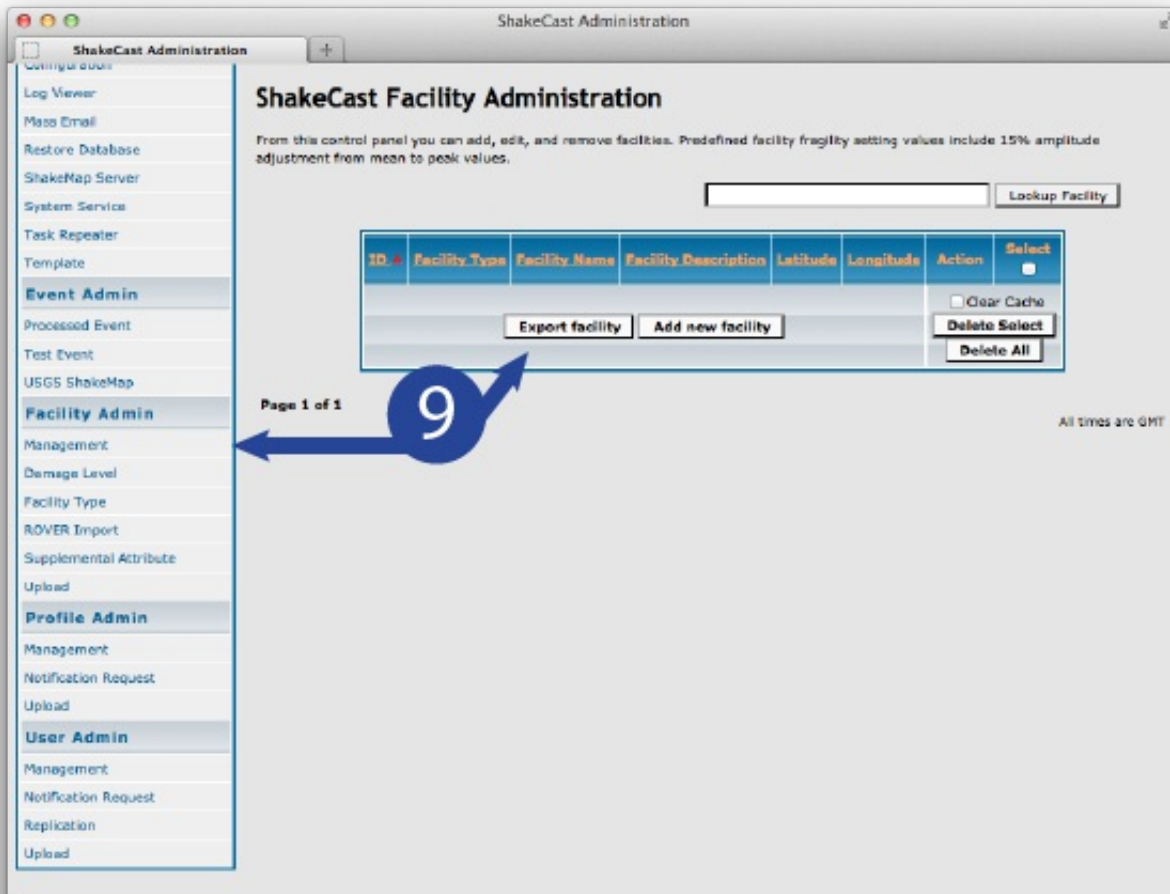 ShakeCast Administration
ShakeCast Administration
Configuration
Log Viewer
Mass Email
Restore Database
ShakeMap Server
System Service
Task Repeater
Template
Event Admin
Processed Event
Test Event
USGS ShakeMap
Facility Admin
Management
Damage Level
Facility Type
ROVER Import
Supplemental Attribute
Upload
Profile Admin
Management
Notification Request
Upload
User Admin
Management
Notification Request
Replication
Upload
ShakeCast Facility Administration
From this control panel you can add, edit, and remove facilities. Predefined facility fragility setting values include 15% amplitude
adjustment from mean to peak values.
Lookup Facility
ID Facility Type Facility Name Facility Description Latitude Longitude Action Select
Clear Cache
Export facility Add new facility Delete Select
Delete All
9
Page 1 of 1
All times are GMT